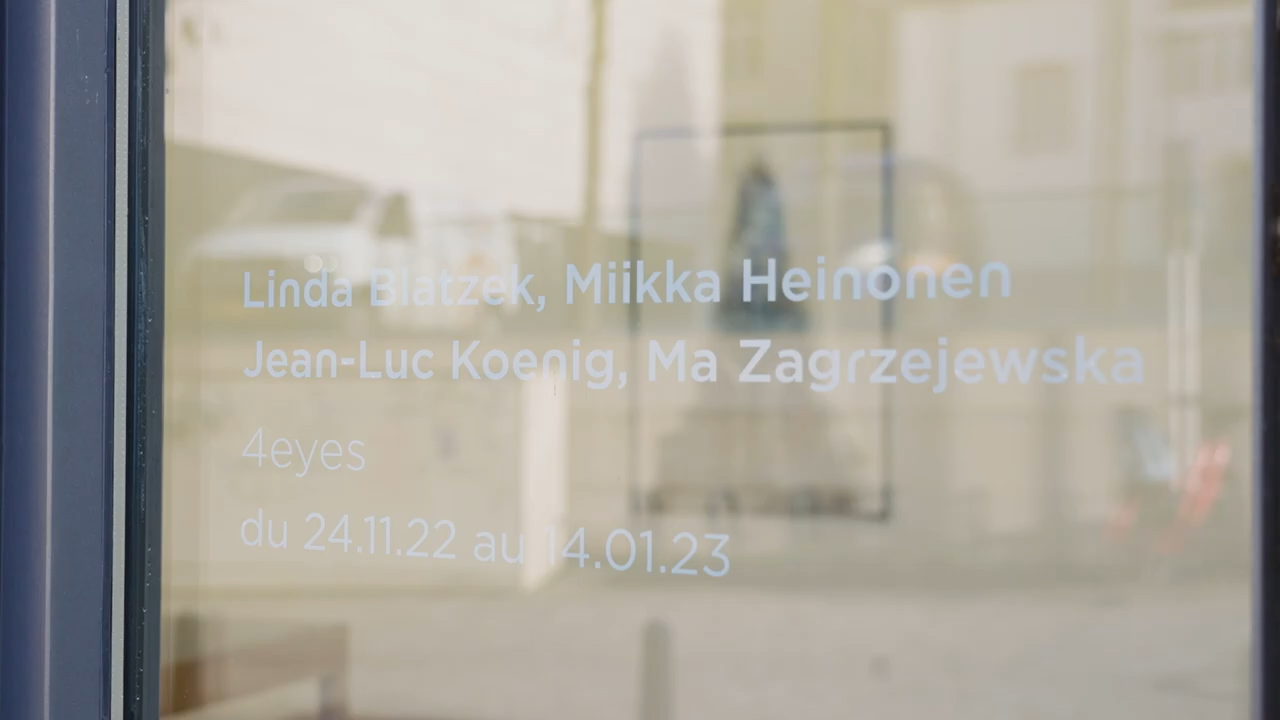 Linda Blatzek, Miikka Heinonen
Jean-Luc Koenig, Ma Zagrzejewska
4eyes
du 24.11.22 au 14.01.23